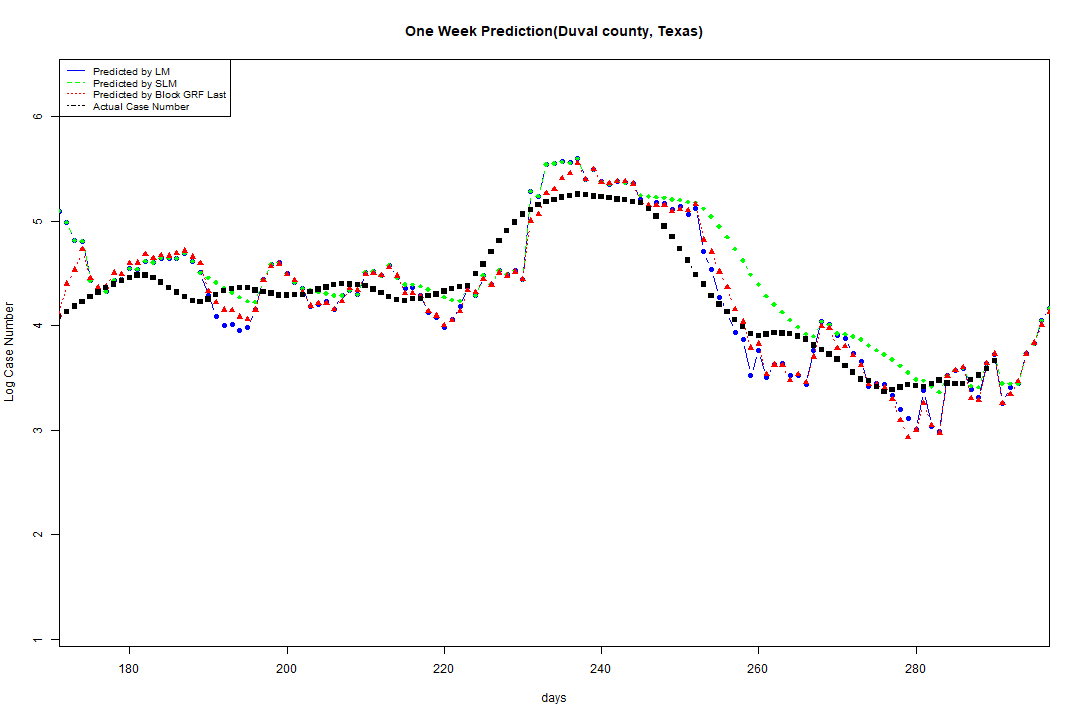 One Week Prediction(Duval county, Texas)
Predicted by LM
Predicted by SLM
Predicted by Block GRF Last
Actual Case Number
6
5
4
3
2
1
Log Case Number
180 200 220 240 260 280
days